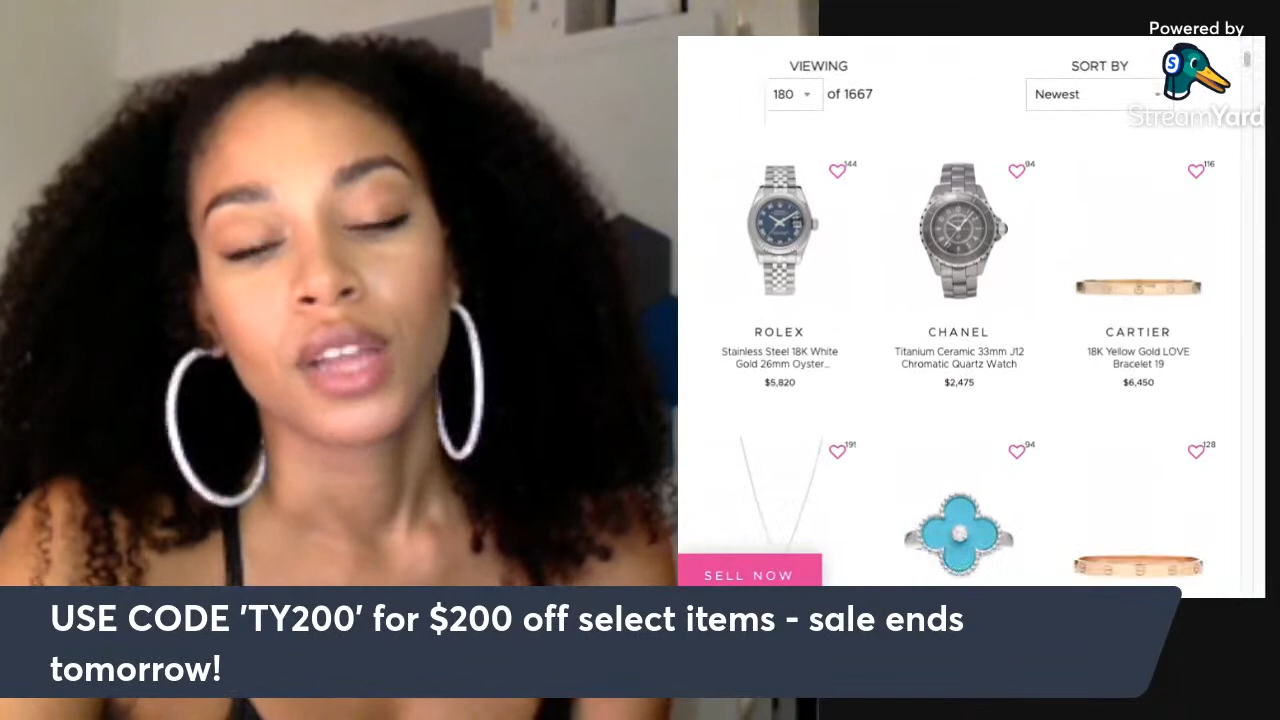 Powered by
S
StreamYard
VIEWING
SORT BY
180 of 1667
Newest
144
94
116
ROLEX
Stainless Steel 18K White
Gold 26mm Oyster...
$5,820
CHANEL
Titanium Ceramic 33mm J12
Chromatic Quartz Watch
$2,475
CARTIER
18K Yellow Gold LOVE
Bracelet 19
$6,450
191
94
128
SELL NOW
USE CODE 'TY200' for $200 off select items - sale ends
tomorrow!